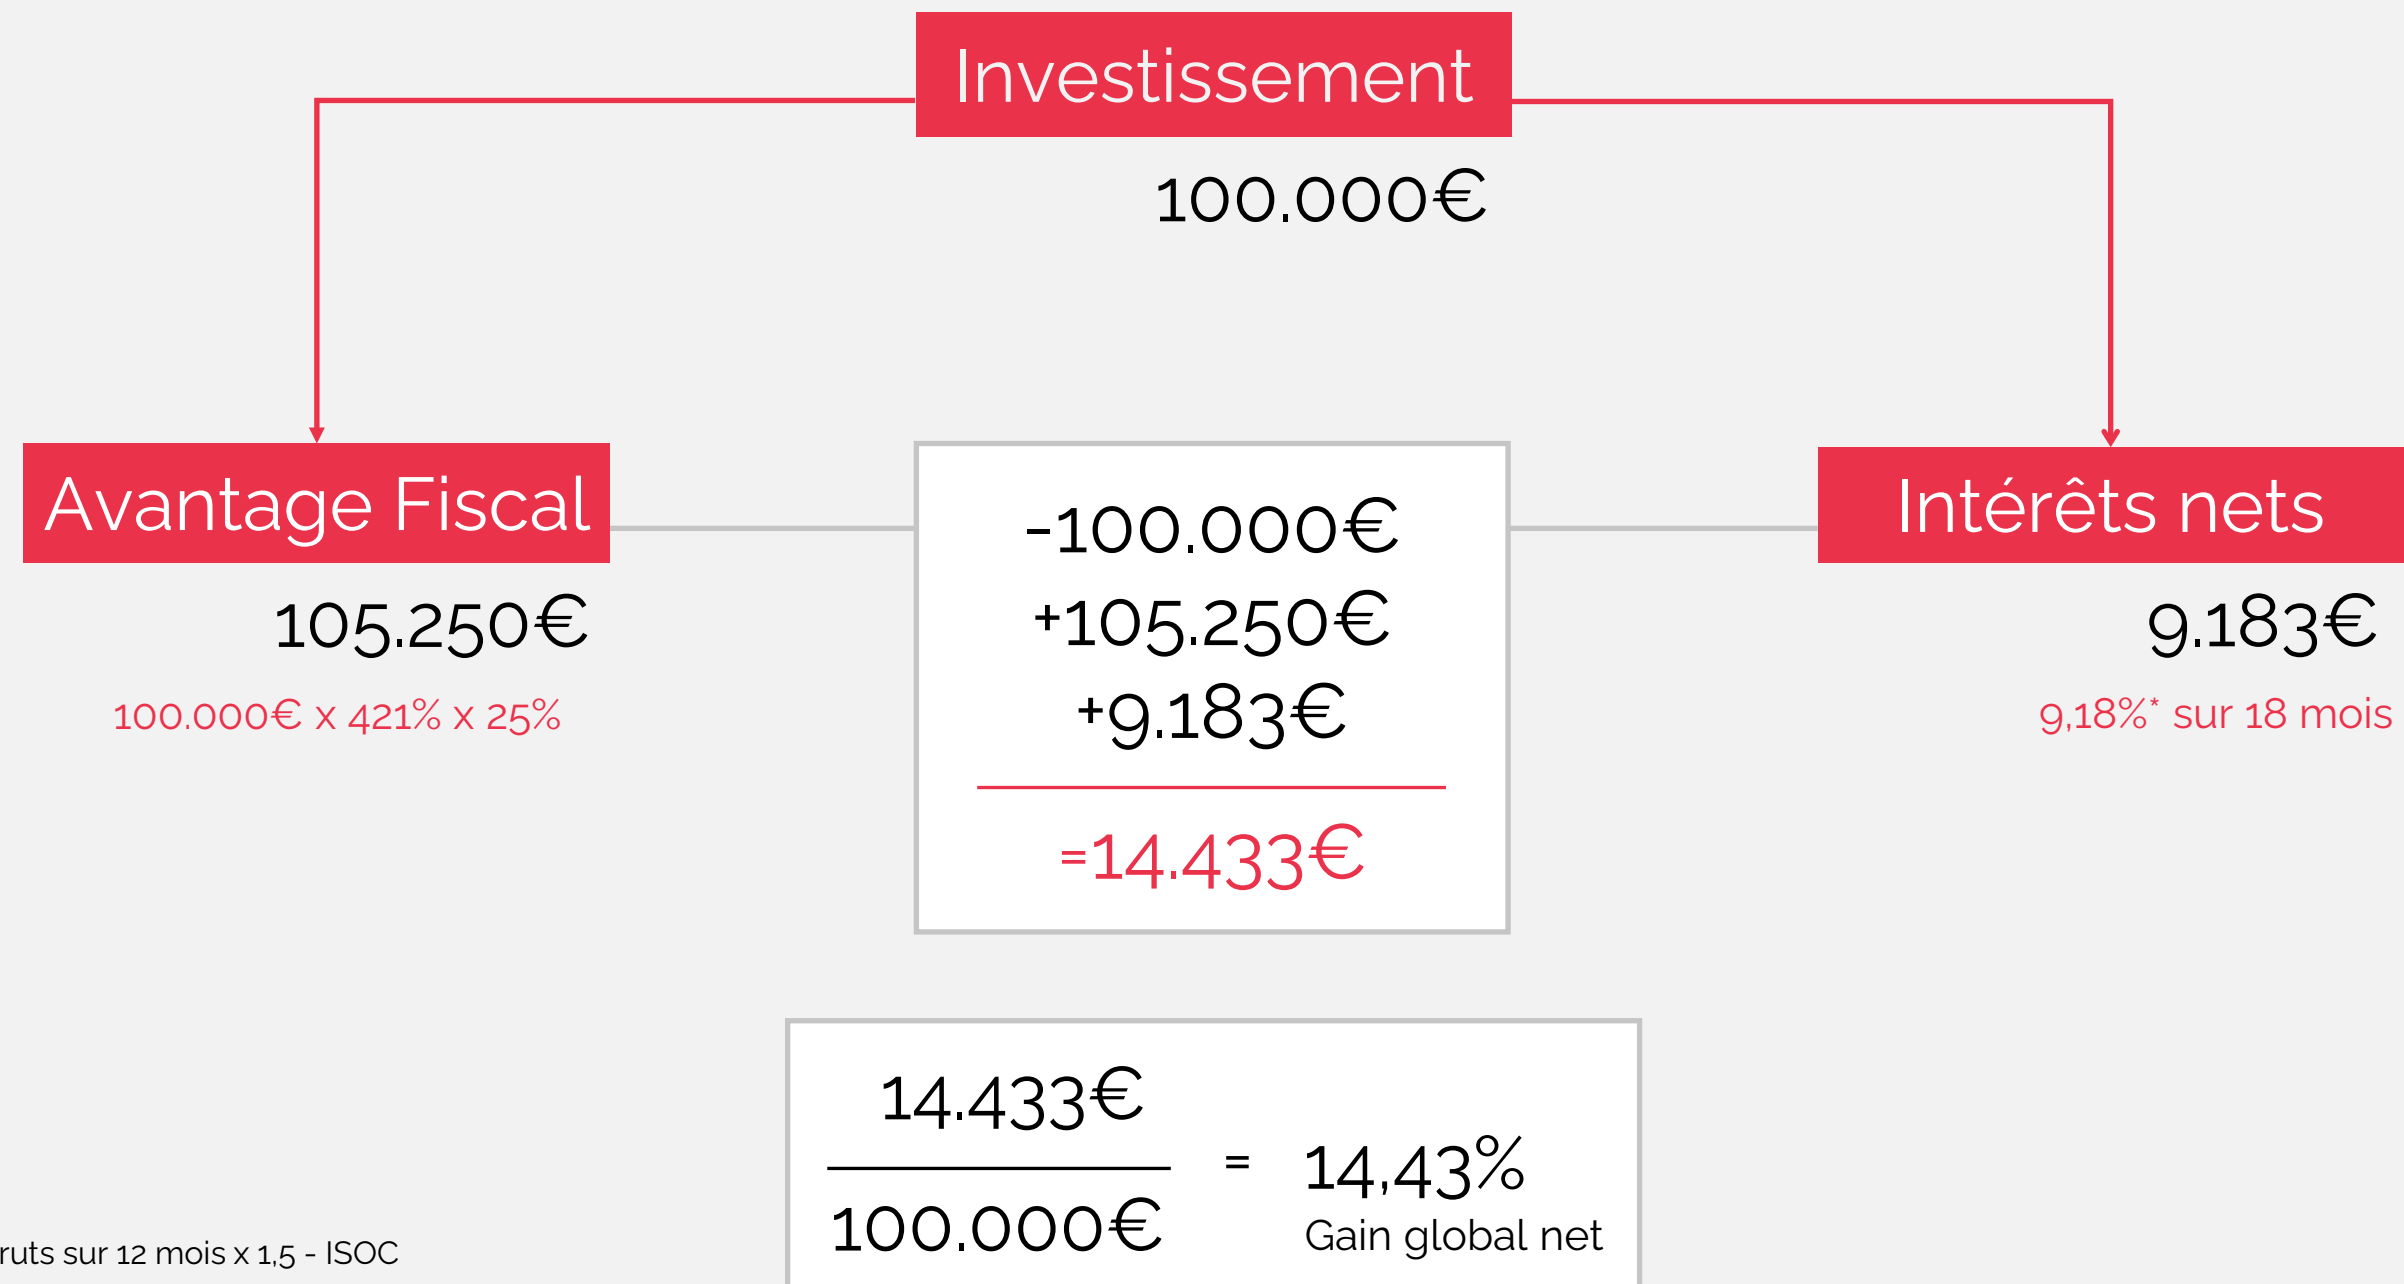 Investissement
100.000€
Avantage Fiscal
105.250€
100.000€ x 421% x 25%
-100.000€
+105.250€
+9.183€
=14.433€
Intérêts nets
9.183€
9,18%* sur 18 mois
14.433€
100.000€
=
14,43%
Gain global net
sur 12 mois x 1,5 - ISOC